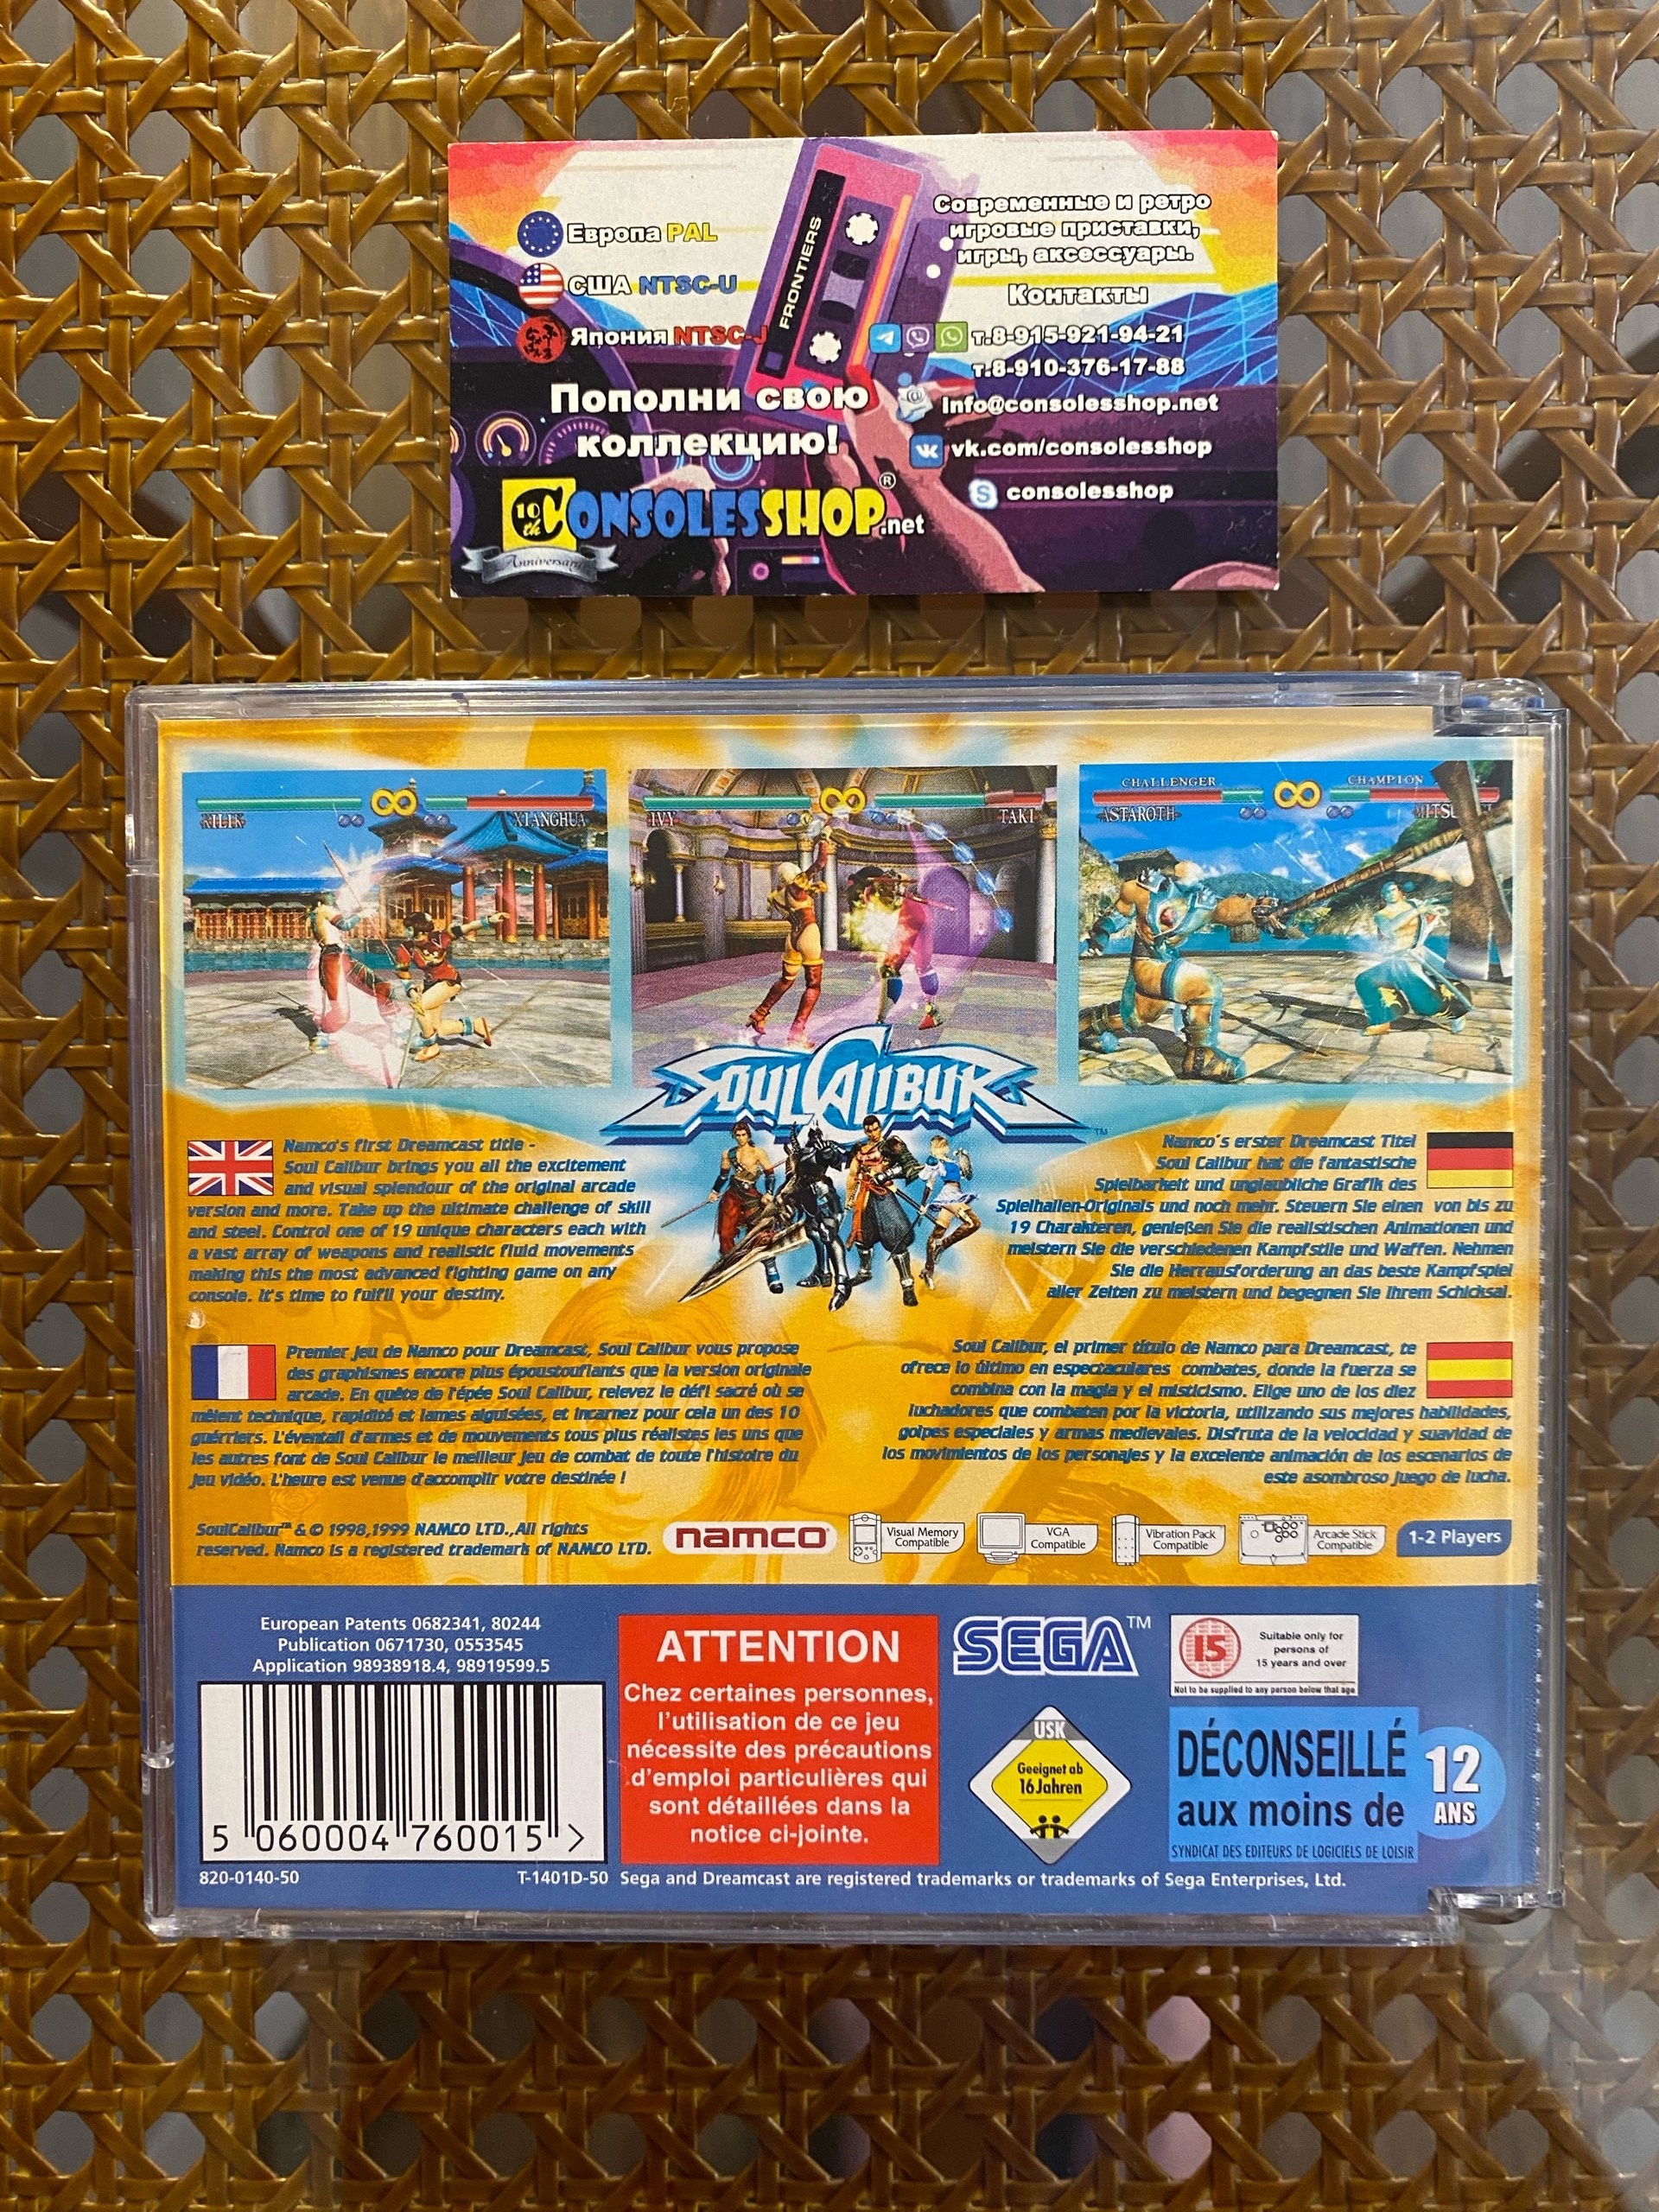 Европа PAL
США NTSC-U
Япония NTSC-J
FRONTIERS
Современные и ретро
игровые приставки,
игры, аксессуары.
Контакты
т.8-915-921-94-21
т.8-910-376-17-88
Info@consolesshop.net
vk.com/consolesshop
consolesshop
Пополни свою
коллекцию!
10th CONSOLESSHOP.net ®
Anniversary
KILIK XIANGHUA
IVY TAKI
CHALLENGER CHAMPION
ASTAROTH
SOULCALIBUR™
Namco's first Dreamcast title -
Soul Calibur brings you all the excitement
and visual splendour of the original arcade
version and more. Take up the ultimate challenge of skill
and steel. Control one of 19 unique characters each with
a vast array of weapons and realistic fluid movements
making this the most advanced fighting game on any
console. It's time to fulfil your destiny.
Namco´s erster Dreamcast Titel
Soul Calibur hat die fantastische
Spielbarkeit und unglaubliche Grafik des
Spielhallen-Originals und noch mehr. Steuern Sie einen von bis zu
19 Charakteren, genießen Sie die realistischen Animationen und
meistern Sie die verschiedenen Kampfstile und Waffen. Nehmen
Sie die Herrausforderung an das beste Kampfspiel
aller Zeiten zu meistern und begegnen Sie Ihrem Schicksal.
Premier jeu de Namco pour Dreamcast, Soul Calibur vous propose
des graphismes encore plus époustouflants que la version originale
arcade. En quête de l'épée Soul Calibur, relevez le défi sacré où se
mêlent technique, rapidité et lames aiguisées, et incarnez pour cela un des 10
guérriers. L'éventail d'armes et de mouvements tous plus réalistes les uns que
les autres font de Soul Calibur le meilleur jeu de combat de toute l'histoire du
jeu vidéo. L'heure est venue d'accomplir votre destinée !
Soul Calibur, el primer título de Namco para Dreamcast, te
ofrece lo último en espectaculares combates, donde la fuerza se
combina con la magia y el misticismo. Elige uno de los diez
luchadores que combaten por la victoria, utilizando sus mejores habilidades,
golpes especiales y armas medievales. Disfruta de la velocidad y suavidad de
los movimientos de los personajes y la excelente animación de los escenarios de
este asombroso juego de lucha.
SoulCalibur™ & © 1998,1999 NAMCO LTD.,All rights
reserved. Namco is a registered trademark of NAMCO LTD.
namco®
Visual Memory
Compatible
VGA
Compatible
Vibration Pack
Compatible
Arcade Stick
Compatible
1-2 Players
European Patents 0682341, 80244
Publication 0671730, 0553545
Application 98938918.4, 98919599.5
5 060004 760015 >
820-0140-50 T-1401D-50
ATTENTION
Chez certaines personnes,
l'utilisation de ce jeu
nécessite des précautions
d'emploi particulières qui
sont détaillées dans la
notice ci-jointe.
SEGA™
USK
Geeignet ab
16 Jahren
15
Suitable only for
persons of
15 years and over
Not to be supplied to any person below that age
DÉCONSEILLÉ
aux moins de
12
ANS
SYNDICAT DES EDITEURS DE LOGICIELS DE LOISIR
Sega and Dreamcast are registered trademarks or trademarks of Sega Enterprises, Ltd.